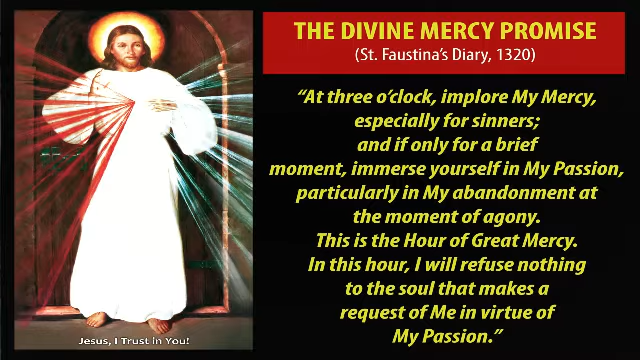 THE DIVINE MERCY PROMISE
(St. Faustina's Diary, 1320)
"At three o'clock, implore My Mercy,
especially for sinners;
and if only for a brief
moment, immerse yourself in My Passion,
particularly in My abandonment at
the moment of agony.
This is the Hour of Great Mercy.
In this hour, I will refuse nothing
to the soul that makes a
request of Me in virtue of
My Passion."
Jesus, I Trust in You!